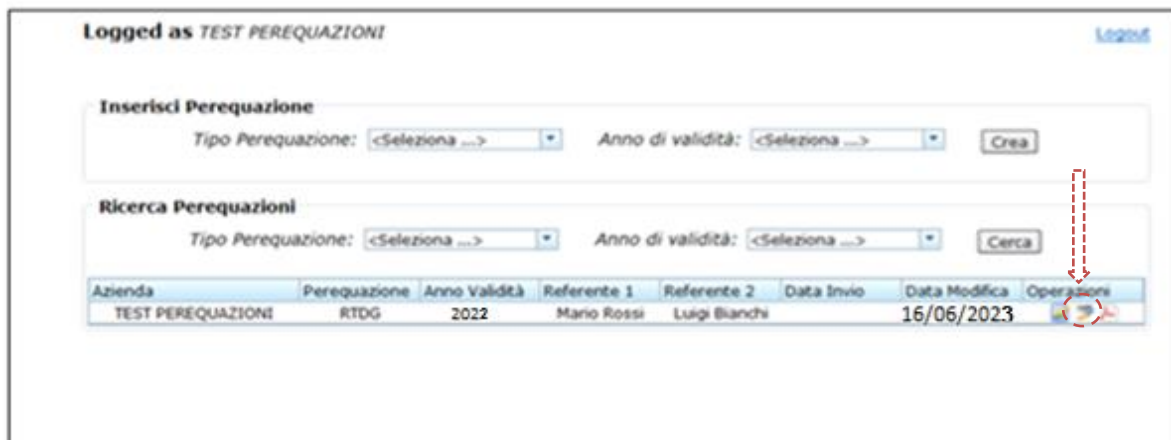 Logged as TEST PEREQUAZIONI Logout
Inserisci Perequazione
Tipo Perequazione: <Seleziona ...> Anno di validità: <Seleziona ...> Crea
Ricerca Perequazioni
Tipo Perequazione: <Seleziona ...> Anno di validità: <Seleziona ...> Cerca
Azienda Perequazione Anno Validità Referente 1 Referente 2 Data Invio Data Modifica Operazioni
TEST PEREQUAZIONI RTDG 2022 Mario Rossi Luigi Bianchi 16/06/2023